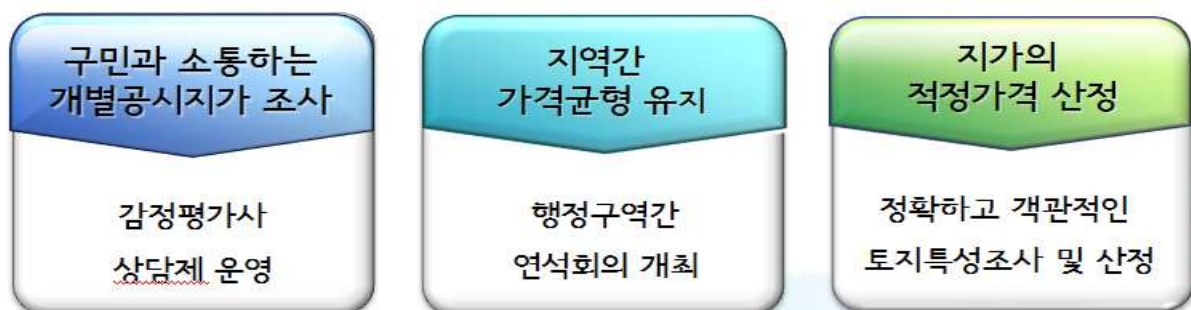 구민과 소통하는
개별공시지가 조사
감정평가사
상담제 운영
지역간
가격균형 유지
행정구역간
연석회의 개최
지가의
적정가격 산정
정확하고 객관적인
토지특성조사 및 산정